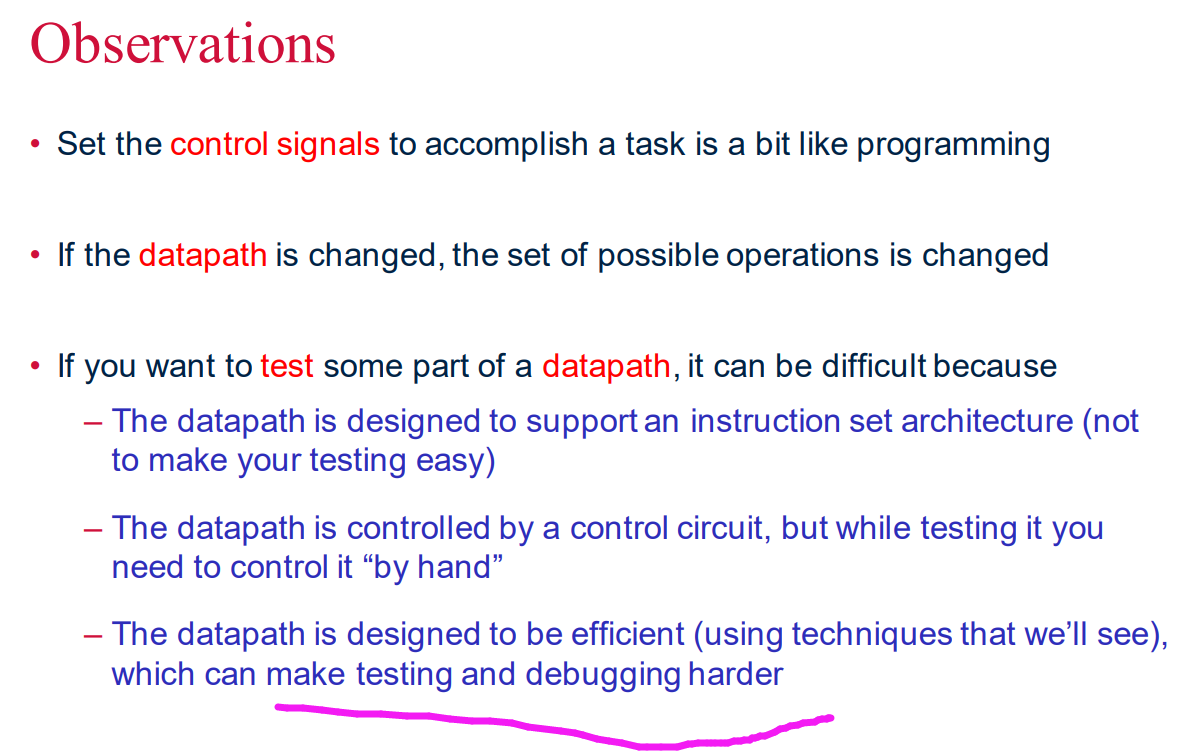 Observations
• Set the control signals to accomplish a task is a bit like programming
• If the datapath is changed, the set of possible operations is changed
• If you want to test some part of a datapath, it can be difficult because
– The datapath is designed to support an instruction set architecture (not
to make your testing easy)
– The datapath is controlled by a control circuit, but while testing it you
need to control it “by hand”
– The datapath is designed to be efficient (using techniques that we’ll see),
which can make testing and debugging harder